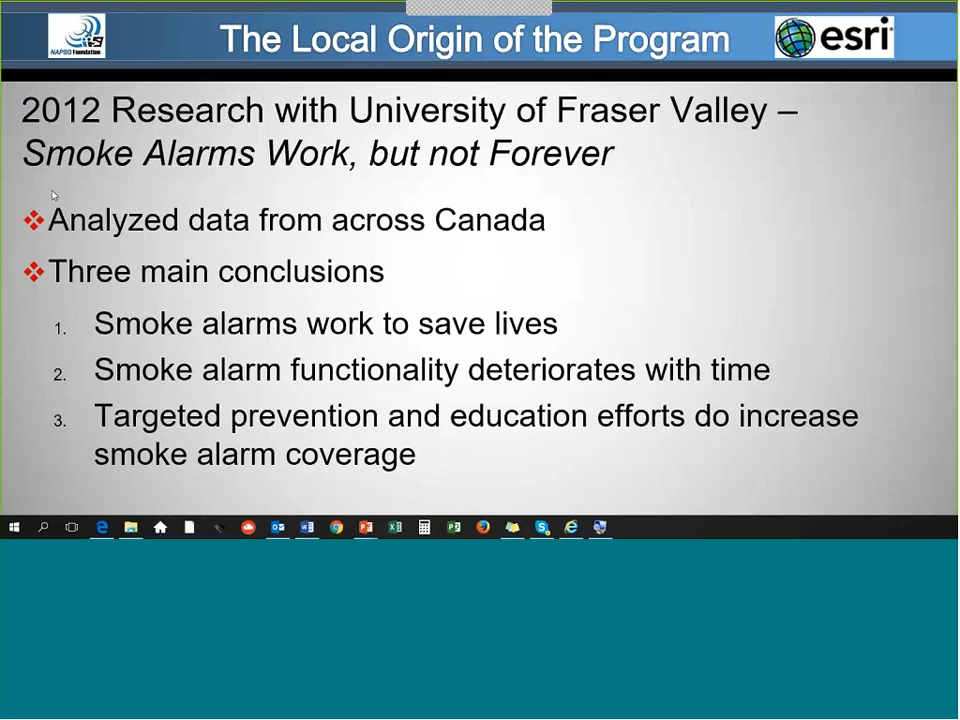 NAPSG Foundation
The Local Origin of the Program
esri
2012 Research with University of Fraser Valley –
Smoke Alarms Work, but not Forever
Analyzed data from across Canada
Three main conclusions
1. Smoke alarms work to save lives
2. Smoke alarm functionality deteriorates with time
3. Targeted prevention and education efforts do increase
smoke alarm coverage